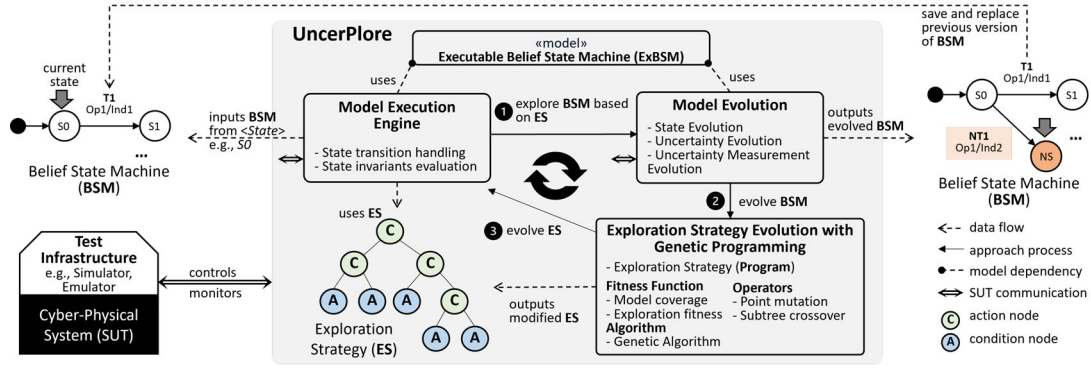 UncerPlore
«model»
Executable Belief State Machine (ExBSM)
save and replace
previous version
of BSM
current
state
T1
Op1/Ind1
S0
S1
...
Belief State Machine
(BSM)
inputs BSM
from <State>
e.g., S0
uses
uses
Model Execution
Engine
- State transition handling
- State invariants evaluation
1 explore BSM based
on ES
Model Evolution
- State Evolution
- Uncertainty Evolution
- Uncertainty Measurement
Evolution
outputs
evolved BSM
T1
Op1/Ind1
S0
S1
NT1
Op1/Ind2
NS
...
Belief State Machine
(BSM)
2 evolve BSM
3 evolve ES
uses ES
C
C
C
A
A
A
C
A
A
Exploration
Strategy (ES)
outputs
modified ES
Exploration Strategy Evolution with
Genetic Programming
- Exploration Strategy (Program)
Fitness Function
- Model coverage
- Exploration fitness
Algorithm
- Genetic Algorithm
Operators
- Point mutation
- Subtree crossover
Test
Infrastructure
e.g., Simulator,
Emulator
Cyber-Physical
System (SUT)
controls
monitors
data flow
approach process
model dependency
SUT communication
C action node
A condition node